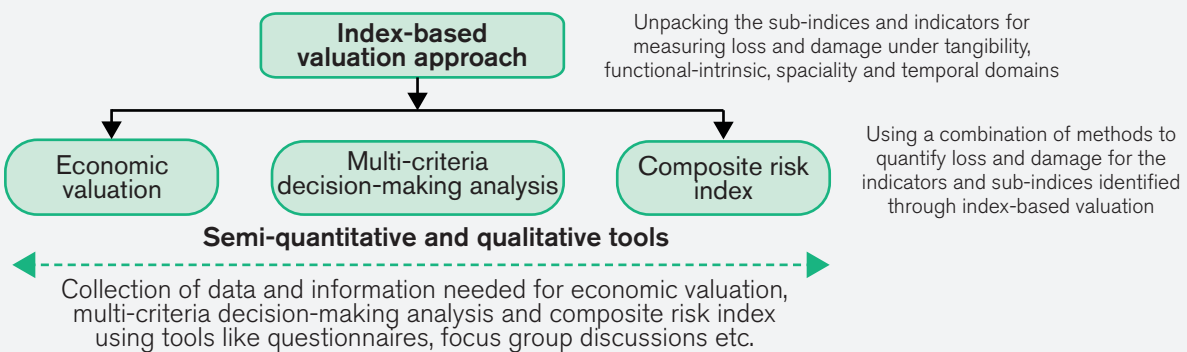 Index-based
valuation approach
Unpacking the sub-indices and indicators for
measuring loss and damage under tangibility,
functional-intrinsic, spaciality and temporal domains
Economic
valuation
Multi-criteria
decision-making analysis
Composite risk
index
Using a combination of methods to
quantify loss and damage for the
indicators and sub-indices identified
through index-based valuation
Semi-quantitative and qualitative tools
Collection of data and information needed for economic valuation,
multi-criteria decision-making analysis and composite risk index
using tools like questionnaires, focus group discussions etc.